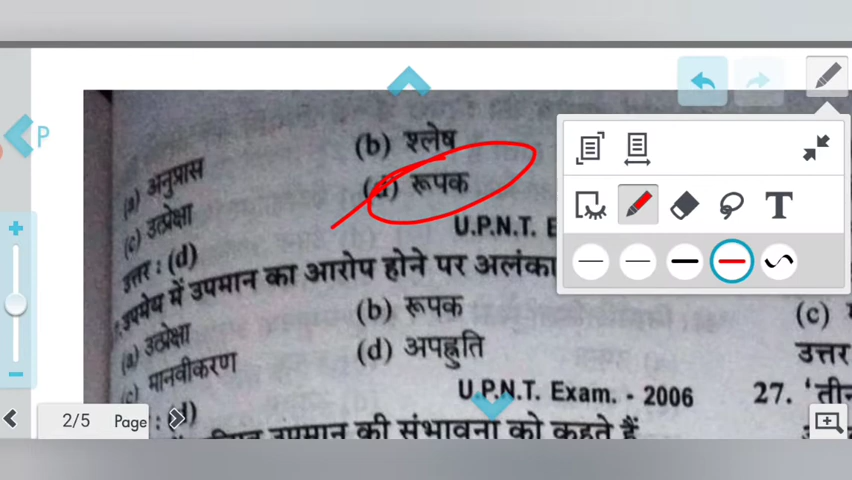 P
(b) श्लेष
(a) अनुप्रास
(d) रूपक
(c) उत्प्रेक्षा
U.P.N.T. E
उत्तर : (d)
उपमेय में उपमान का आरोप होने पर अलंका
(b) रूपक
(a) उत्प्रेक्षा
(d) अपह्नुति
(c) मानवीकरण
U.P.N.T. Exam. - 2006
: (d)
उपमान की संभावना को कहते हैं
(c)
उत्तर
27. 'तीन
T
2/5 Page